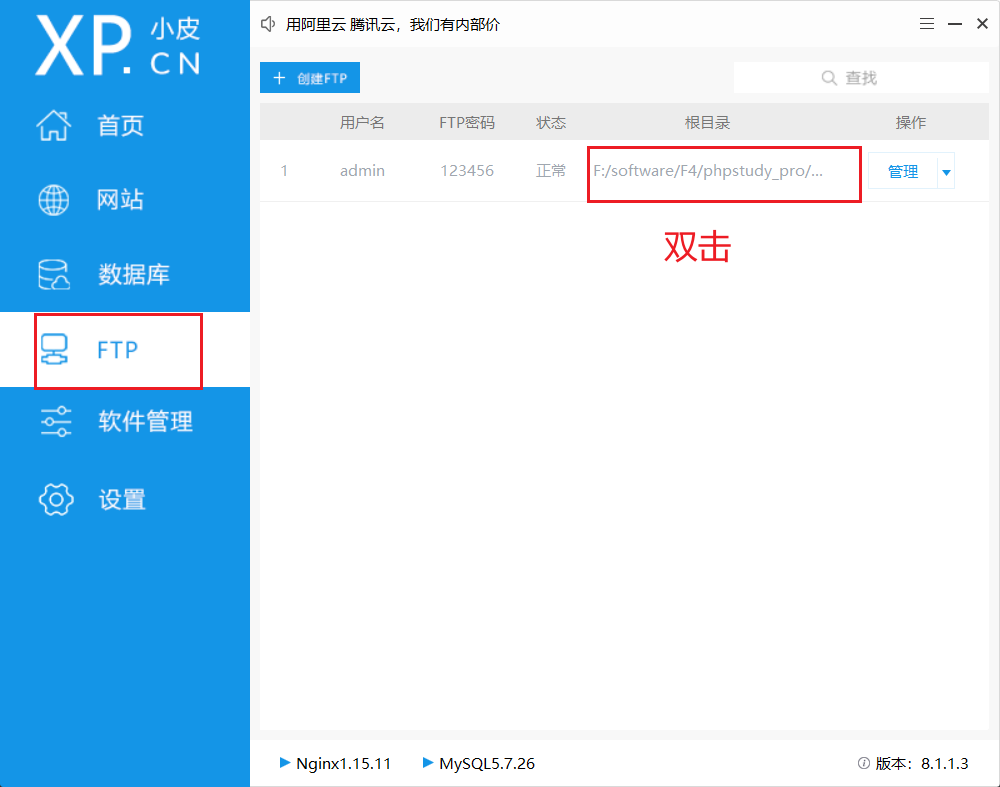 XP. 小皮 CN
用阿里云 腾讯云，我们有内部价
首页
网站
数据库
FTP
软件管理
设置
+ 创建FTP
查找
用户名 FTP密码 状态 根目录 操作
1 admin 123456 正常 F:/software/F4/phpstudy_pro/... 管理
双击
Nginx1.15.11 MySQL5.7.26 版本：8.1.1.3